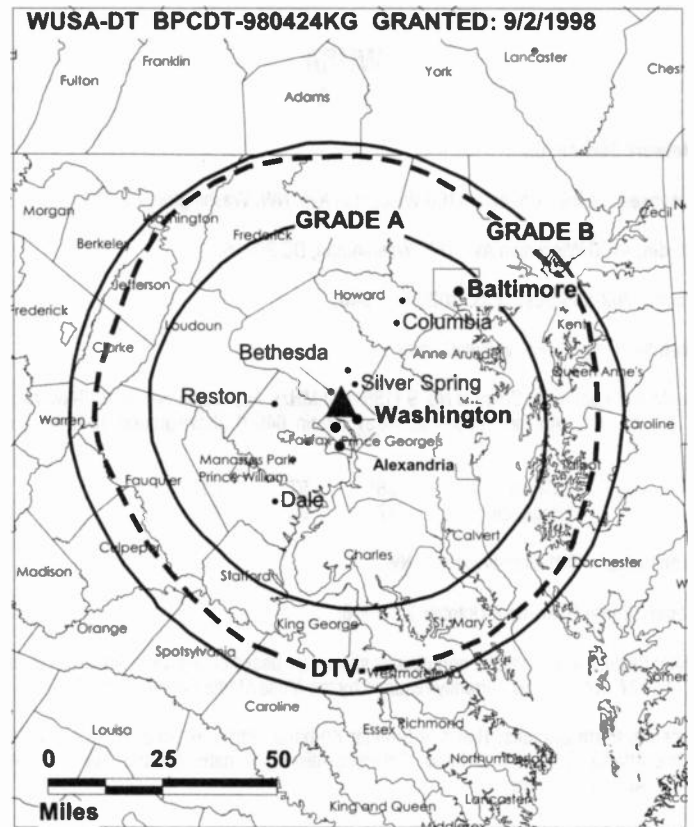 WUSA-DT BPCDT-980424KG GRANTED: 9/2/1998
Lancaster
Franklin
York
Fulton
Chest
Adams
Morgan
Washington
GRADE A
GRADE B
Cecil
Frederick
Berkeley
Jefferson
Baltimore
Howard
Kent
Frederick
Loudoun
Columbia
Clarke
Anne Arundel
Bethesda
Queen Anne's
Silver Spring
Reston
Warren
Washington
Caroline
Fairfax
Prince George's
Manassas Park
Alexandria
Talbot
Prince William
Fauquier
Dale
Calvert
Culpeper
Charles
Dorchester
Madison
Stafford
King George
St. Mary's
Orange
Spotsylvania
DTV
Westmoreland
Somer
Caroline
Louisa
Essex
Richmond
0 25 50
Northumberland
Miles
Lancaster
King and Queen